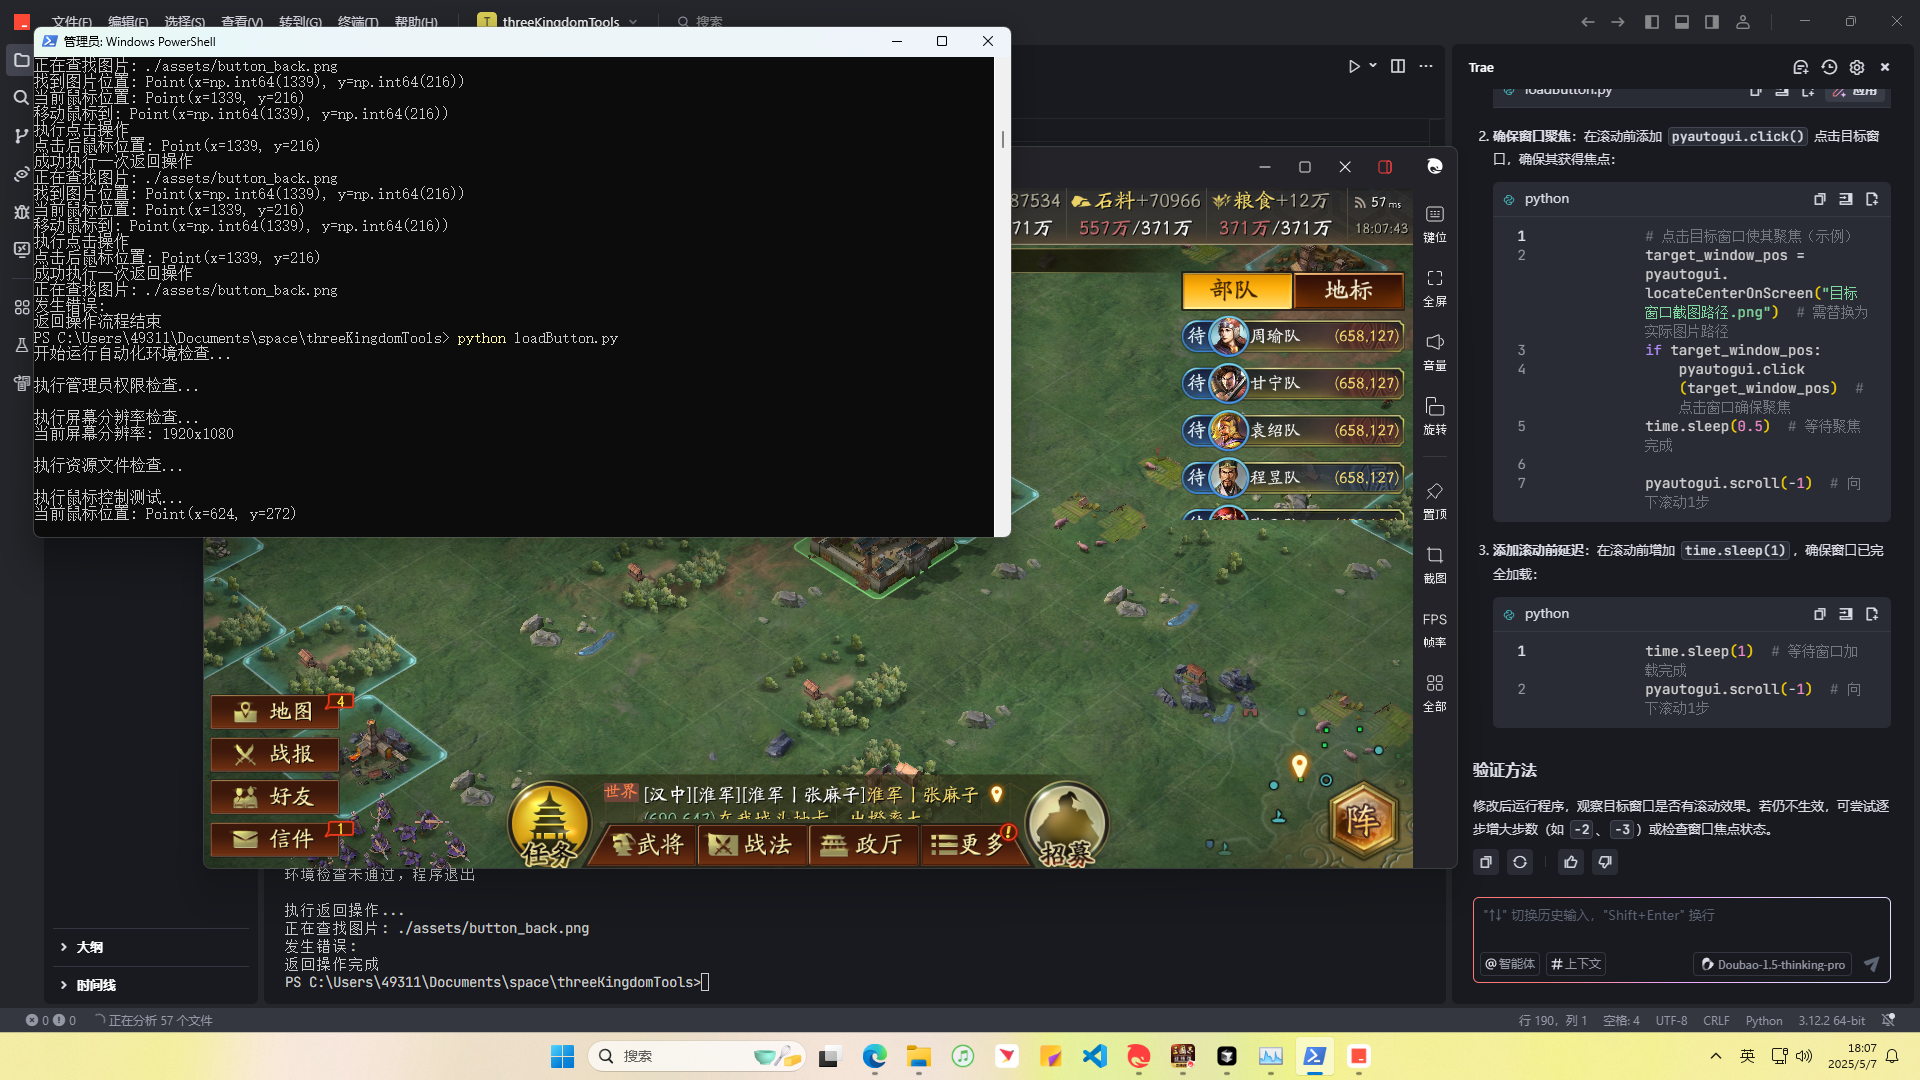 文件(F) 编辑(E) 选择(S) 查看(V) 转到(G) 终端(T) 帮助(H) T threeKingdomTools 搜索
管理员: Windows PowerShell
正在查找图片: ./assets/button_back.png
找到图片位置: Point(x=np.int64(1339), y=np.int64(216))
当前鼠标位置: Point(x=1339, y=216)
移动鼠标到: Point(x=np.int64(1339), y=np.int64(216))
执行点击操作
点击后鼠标位置: Point(x=1339, y=216)
成功执行一次返回操作
正在查找图片: ./assets/button_back.png
找到图片位置: Point(x=np.int64(1339), y=np.int64(216))
当前鼠标位置: Point(x=1339, y=216)
移动鼠标到: Point(x=np.int64(1339), y=np.int64(216))
执行点击操作
点击后鼠标位置: Point(x=1339, y=216)
成功执行一次返回操作
正在查找图片: ./assets/button_back.png
发生错误:
返回操作流程结束
PS C:\Users\49311\Documents\space\threeKingdomTools> python loadButton.py
开始运行自动化环境检查...
执行管理员权限检查...
执行屏幕分辨率检查...
当前屏幕分辨率: 1920x1080
执行资源文件检查...
执行鼠标控制测试...
当前鼠标位置: Point(x=624, y=272)
87534 石料+70966 粮食+12万 57 ms
71万 557万/371万 371万/371万 18:07:43
部队 地标
待 周瑜队 (658,127)
待 甘宁队 (658,127)
待 袁绍队 (658,127)
待 程昱队 (658,127)
键位
全屏
音量
旋转
置顶
截图
FPS
帧率
全部
地图 4
战报
好友
信件 1
世界 [汉中][淮军][淮军丨张麻子]淮军丨张麻子
任务 武将 战法 政厅 更多 ! 招募
阵
环境检查未通过，程序退出
执行返回操作...
正在查找图片: ./assets/button_back.png
发生错误:
返回操作完成
PS C:\Users\49311\Documents\space\threeKingdomTools>
大纲
时间线
Trae
loadButton.py 应用
2. 确保窗口聚焦：在滚动前添加 pyautogui.click() 点击目标窗
口，确保其获得焦点：
python
1 # 点击目标窗口使其聚焦（示例）
2 target_window_pos =
pyautogui.
locateCenterOnScreen("目标
窗口截图路径.png") # 需替换为
实际图片路径
3 if target_window_pos:
4 pyautogui.click
(target_window_pos) #
点击窗口确保聚焦
5 time.sleep(0.5) # 等待聚焦
完成
6
7 pyautogui.scroll(-1) # 向
下滚动1步
3. 添加滚动前延迟：在滚动前增加 time.sleep(1) ，确保窗口已完
全加载：
python
1 time.sleep(1) # 等待窗口加
载完成
2 pyautogui.scroll(-1) # 向
下滚动1步
验证方法
修改后运行程序，观察目标窗口是否有滚动效果。若仍不生效，可尝试逐
步增大步数（如 -2 、 -3 ）或检查窗口焦点状态。
"↑↓" 切换历史输入，"Shift+Enter" 换行
@智能体 #上下文 Doubao-1.5-thinking-pro
0 0 正在分析 57 个文件 行 190，列 1 空格: 4 UTF-8 CRLF Python 3.12.2 64-bit
搜索 英 18:07
2025/5/7